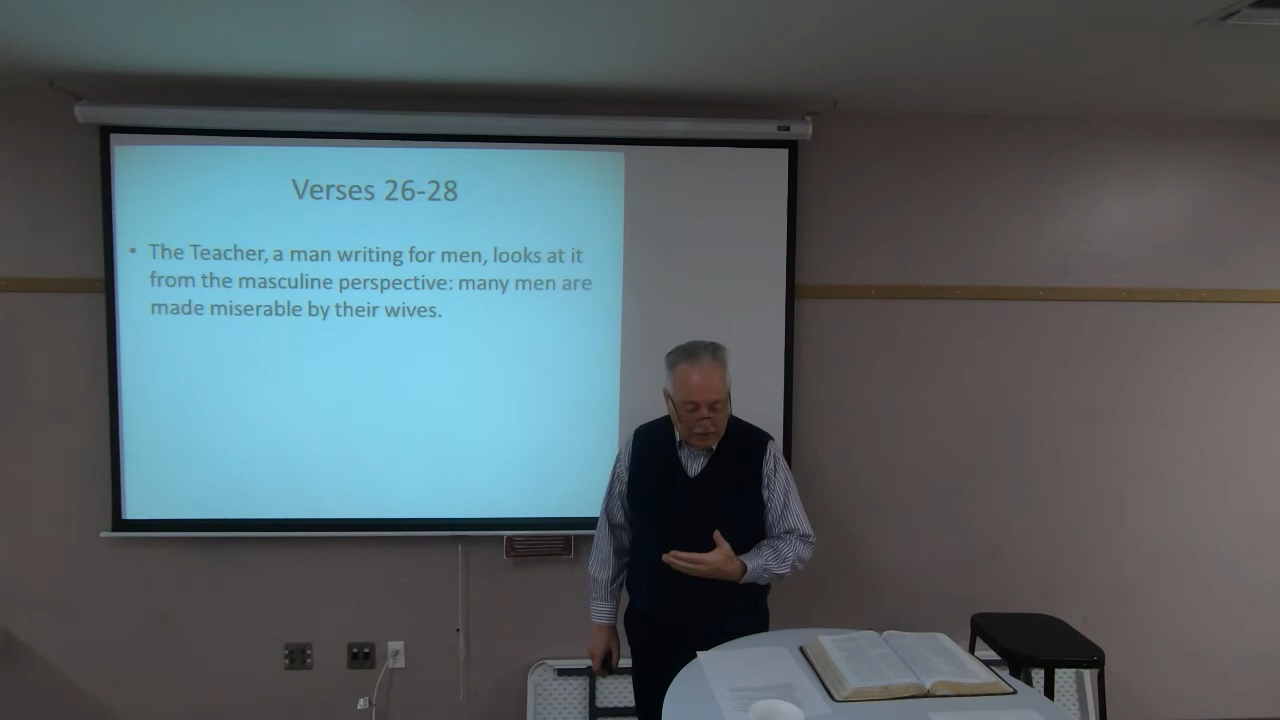 Verses 26-28
• The Teacher, a man writing for men, looks at it
from the masculine perspective: many men are
made miserable by their wives.